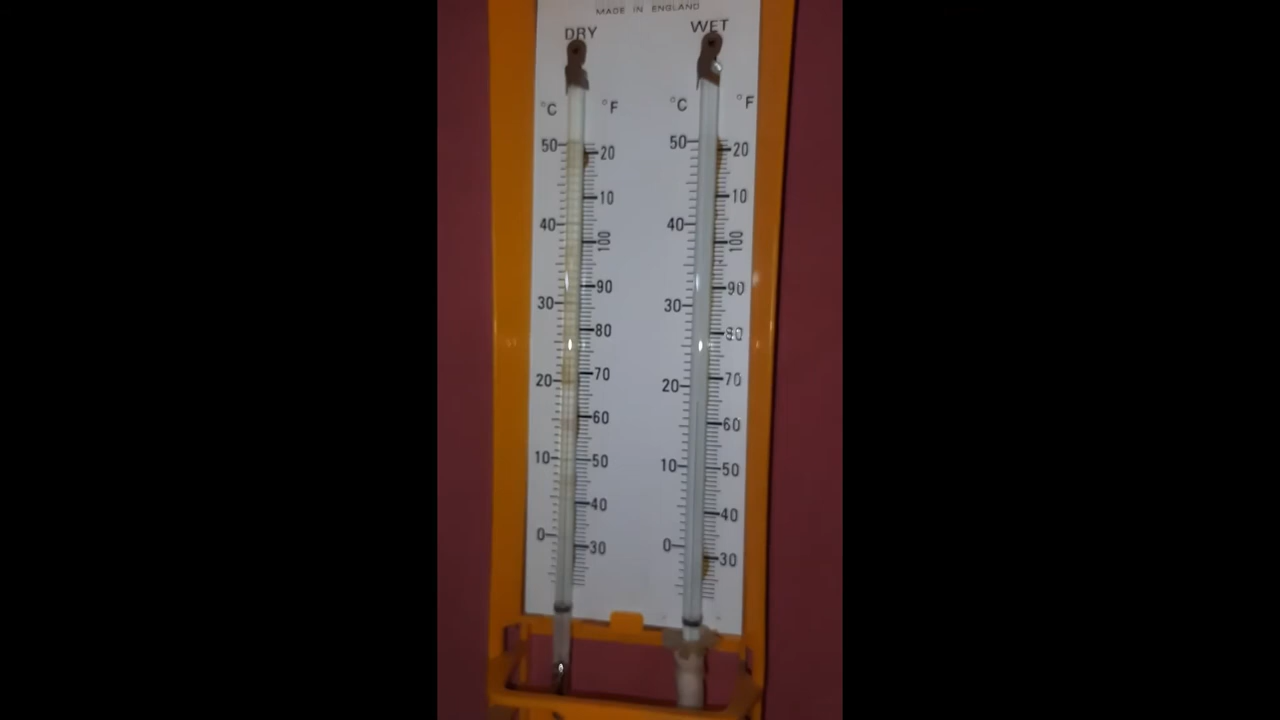 MADE IN ENGLAND
DRY WET
°C °F °C °F
50 20 50 20
10 10
40 40
100 100
90 90
30 30
80 80
70 70
20 20
60 60
10 50 10 50
40 40
0 30 0 30